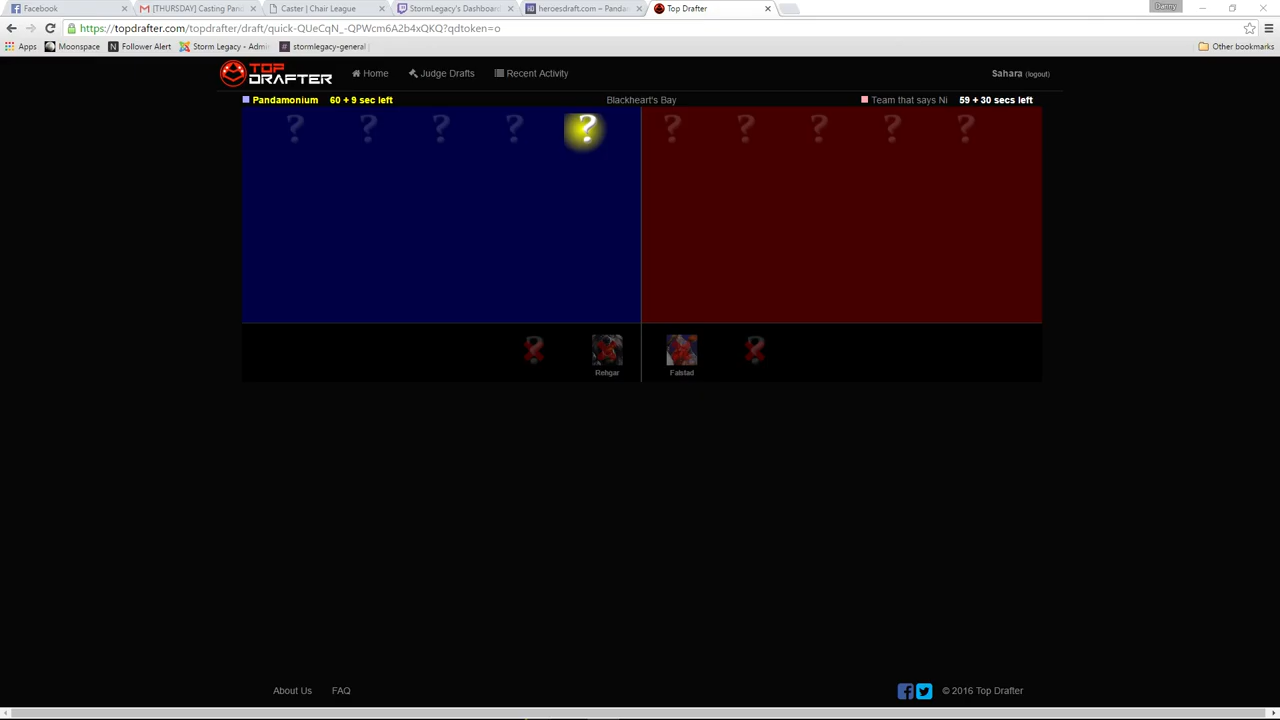 Facebook
[THURSDAY] Casting Pan
Caster | Chair League
StormLegacy's Dashboard
heroesdraft.com – Panda
Top Drafter
Danny
https://topdrafter.com/topdrafter/draft/quick-QUeCqN_-QPWcm6A2b4xQKQ?qdtoken=o
Apps
Moonspace
Follower Alert
Storm Legacy - Admi
stormlegacy-general
Other bookmarks
TOP DRAFTER
Home
Judge Drafts
Recent Activity
Sahara (logout)
Pandamonium 60 + 9 sec left
Blackheart's Bay
Team that says Ni 59 + 30 secs left
? ? ? ? ? ? ? ? ? ?
? ?
Rehgar
Falstad
About Us
FAQ
© 2016 Top Drafter